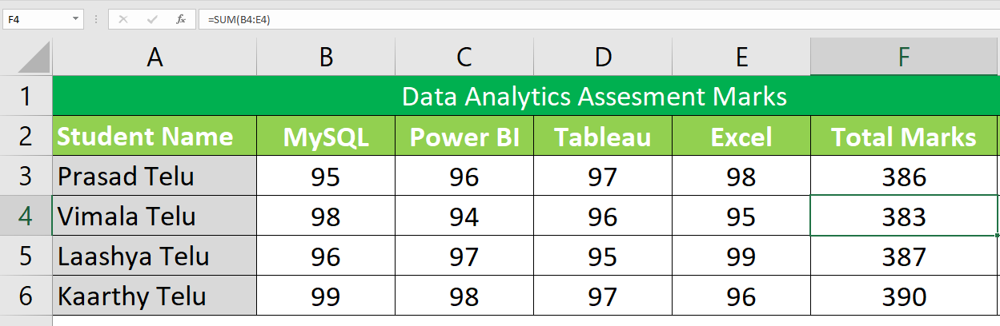 F4 fx =SUM(B4:E4)
A B C D E F
1 Data Analytics Assesment Marks
2 Student Name MySQL Power BI Tableau Excel Total Marks
3 Prasad Telu 95 96 97 98 386
4 Vimala Telu 98 94 96 95 383
5 Laashya Telu 96 97 95 99 387
6 Kaarthy Telu 99 98 97 96 390